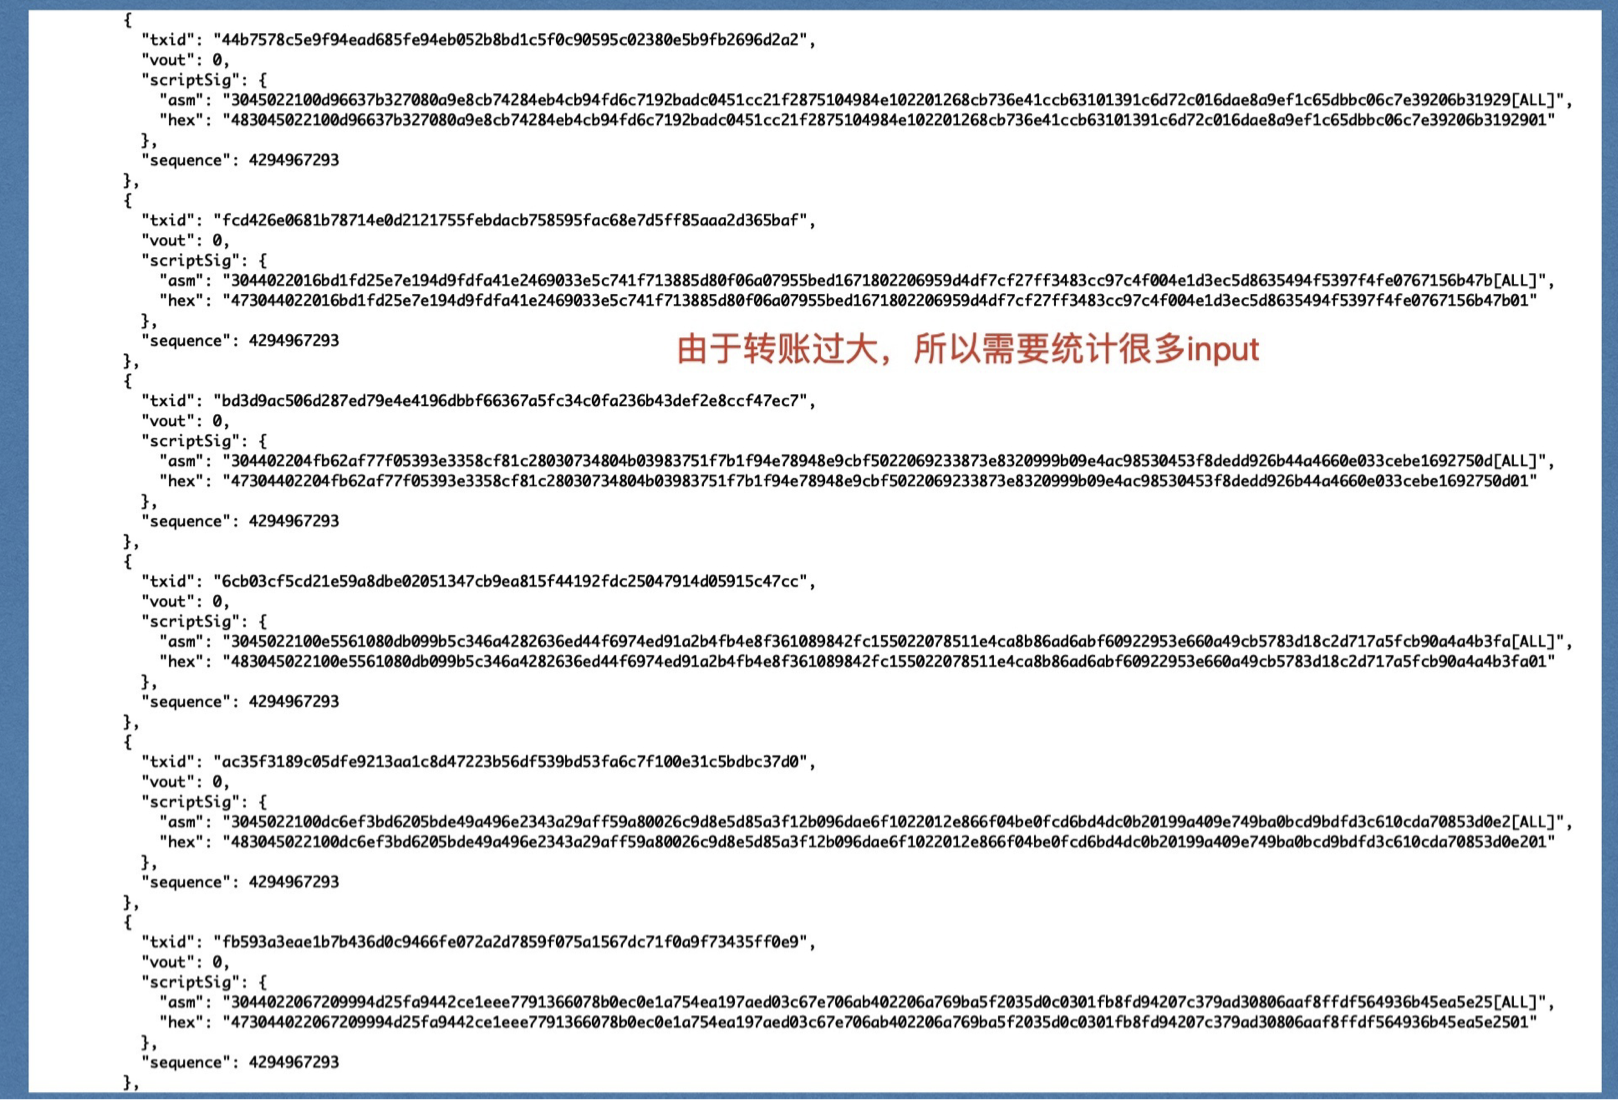 {
"txid": "44b7578c5e9f94ead685fe94eb052b8bd1c5f0c90595c02380e5b9fb2696d2a2",
"vout": 0,
"scriptSig": {
"asm": "3045022100d96637b327080a9e8cb74284eb4cb94fd6c7192badc0451cc21f2875104984e102201268cb736e41ccb63101391c6d72c016dae8a9ef1c65dbbc06c7e39206b31929[ALL]",
"hex": "483045022100d96637b327080a9e8cb74284eb4cb94fd6c7192badc0451cc21f2875104984e102201268cb736e41ccb63101391c6d72c016dae8a9ef1c65dbbc06c7e39206b3192901"
},
"sequence": 4294967293
},
{
"txid": "fcd426e0681b78714e0d2121755febdacb758595fac68e7d5ff85aaa2d365baf",
"vout": 0,
"scriptSig": {
"asm": "3044022016bd1fd25e7e194d9fdfa41e2469033e5c741f713885d80f06a07955bed1671802206959d4df7cf27ff3483cc97c4f004e1d3ec5d8635494f5397f4fe0767156b47b[ALL]",
"hex": "473044022016bd1fd25e7e194d9fdfa41e2469033e5c741f713885d80f06a07955bed1671802206959d4df7cf27ff3483cc97c4f004e1d3ec5d8635494f5397f4fe0767156b47b01"
},
"sequence": 4294967293
由于转账过大，所以需要统计很多input
},
{
"txid": "bd3d9ac506d287ed79e4e4196dbbf66367a5fc34c0fa236b43def2e8ccf47ec7",
"vout": 0,
"scriptSig": {
"asm": "304402204fb62af77f05393e3358cf81c28030734804b03983751f7b1f94e78948e9cbf5022069233873e8320999b09e4ac98530453f8dedd926b44a4660e033cebe1692750d[ALL]",
"hex": "47304402204fb62af77f05393e3358cf81c28030734804b03983751f7b1f94e78948e9cbf5022069233873e8320999b09e4ac98530453f8dedd926b44a4660e033cebe1692750d01"
},
"sequence": 4294967293
},
{
"txid": "6cb03cf5cd21e59a8dbe02051347cb9ea815f44192fdc25047914d05915c47cc",
"vout": 0,
"scriptSig": {
"asm": "3045022100e5561080db099b5c346a4282636ed44f6974ed91a2b4fb4e8f361089842fc155022078511e4ca8b86ad6abf60922953e660a49cb5783d18c2d717a5fcb90a4a4b3fa[ALL]",
"hex": "483045022100e5561080db099b5c346a4282636ed44f6974ed91a2b4fb4e8f361089842fc155022078511e4ca8b86ad6abf60922953e660a49cb5783d18c2d717a5fcb90a4a4b3fa01"
},
"sequence": 4294967293
},
{
"txid": "ac35f3189c05dfe9213aa1c8d47223b56df539bd53fa6c7f100e31c5bdbc37d0",
"vout": 0,
"scriptSig": {
"asm": "3045022100dc6ef3bd6205bde49a496e2343a29aff59a80026c9d8e5d85a3f12b096dae6f1022012e866f04be0fcd6bd4dc0b20199a409e749ba0bcd9bdfd3c610cda70853d0e2[ALL]",
"hex": "483045022100dc6ef3bd6205bde49a496e2343a29aff59a80026c9d8e5d85a3f12b096dae6f1022012e866f04be0fcd6bd4dc0b20199a409e749ba0bcd9bdfd3c610cda70853d0e201"
},
"sequence": 4294967293
},
{
"txid": "fb593a3eae1b7b436d0c9466fe072a2d7859f075a1567dc71f0a9f73435ff0e9",
"vout": 0,
"scriptSig": {
"asm": "3044022067209994d25fa9442ce1eee7791366078b0ec0e1a754ea197aed03c67e706ab402206a769ba5f2035d0c0301fb8fd94207c379ad30806aaf8ffdf564936b45ea5e25[ALL]",
"hex": "473044022067209994d25fa9442ce1eee7791366078b0ec0e1a754ea197aed03c67e706ab402206a769ba5f2035d0c0301fb8fd94207c379ad30806aaf8ffdf564936b45ea5e2501"
},
"sequence": 4294967293
},